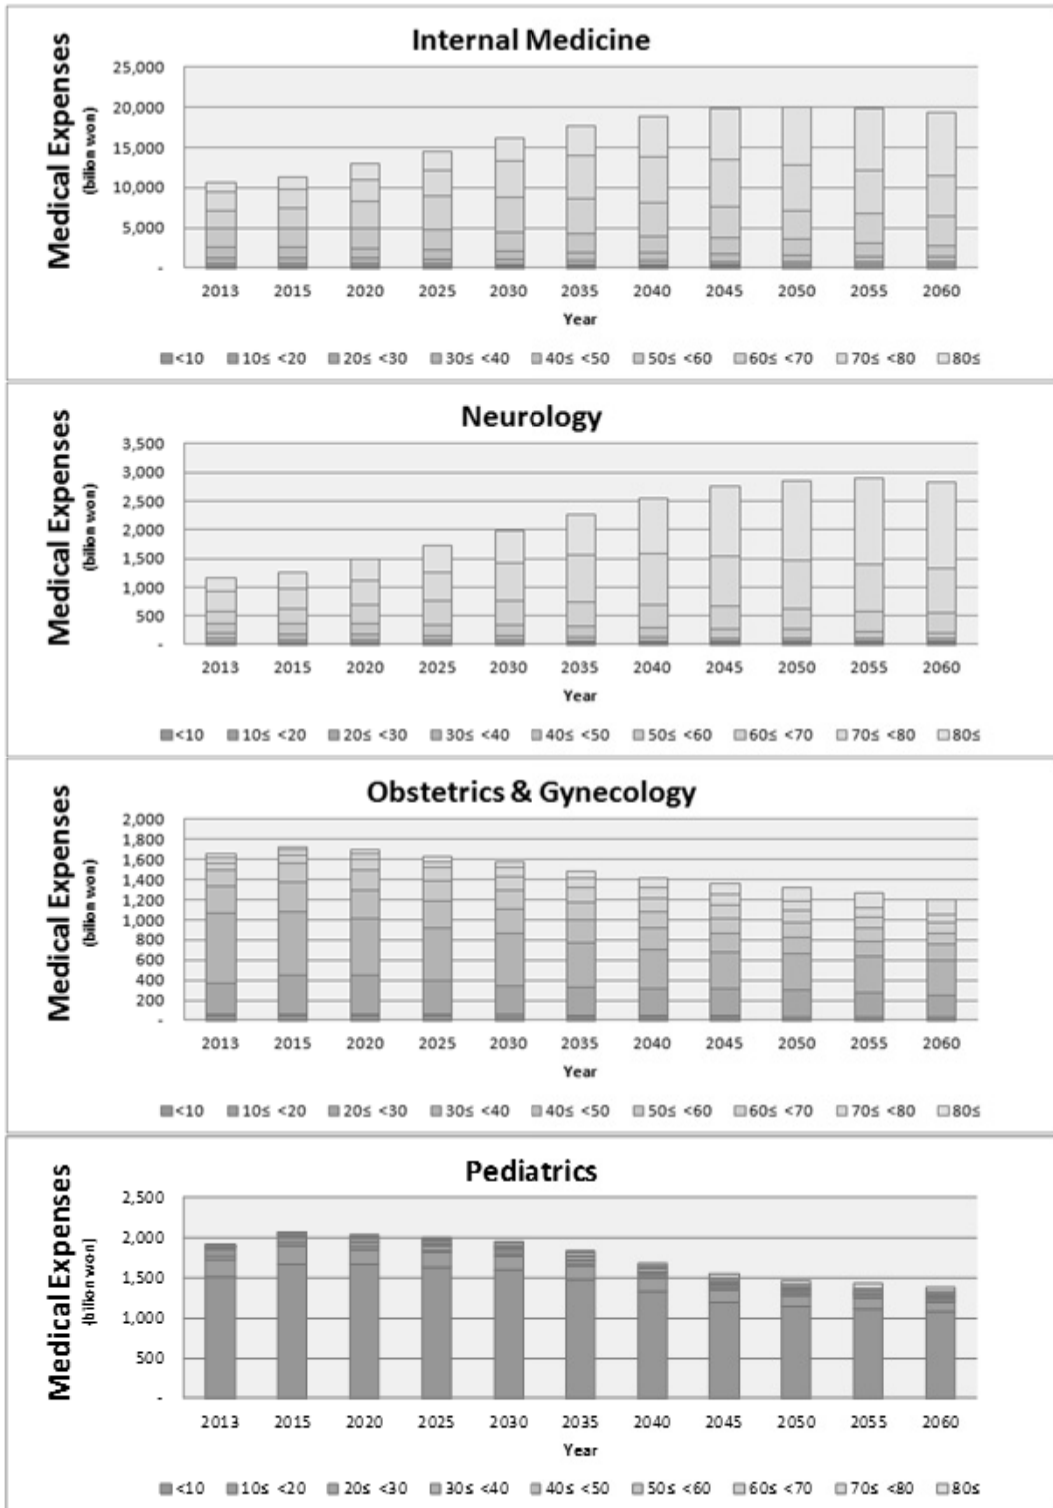 Internal Medicine
Medical Expenses
(bilion won)
25,000
20,000
15,000
10,000
5,000
-
2013 2015 2020 2025 2030 2035 2040 2045 2050 2055 2060
Year
<10 10≤ <20 20≤ <30 30≤ <40 40≤ <50 50≤ <60 60≤ <70 70≤ <80 80≤
Neurology
Medical Expenses
(bilion won)
3,500
3,000
2,500
2,000
1,500
1,000
500
-
2013 2015 2020 2025 2030 2035 2040 2045 2050 2055 2060
Year
<10 10≤ <20 20≤ <30 30≤ <40 40≤ <50 50≤ <60 60≤ <70 70≤ <80 80≤
Obstetrics & Gynecology
Medical Expenses
(bilion won)
2,000
1,800
1,600
1,400
1,200
1,000
800
600
400
200
-
2013 2015 2020 2025 2030 2035 2040 2045 2050 2055 2060
Year
<10 10≤ <20 20≤ <30 30≤ <40 40≤ <50 50≤ <60 60≤ <70 70≤ <80 80≤
Pediatrics
Medical Expenses
(bilion won)
2,500
2,000
1,500
1,000
500
-
2013 2015 2020 2025 2030 2035 2040 2045 2050 2055 2060
Year
<10 10≤ <20 20≤ <30 30≤ <40 40≤ <50 50≤ <60 60≤ <70 70≤ <80 80≤